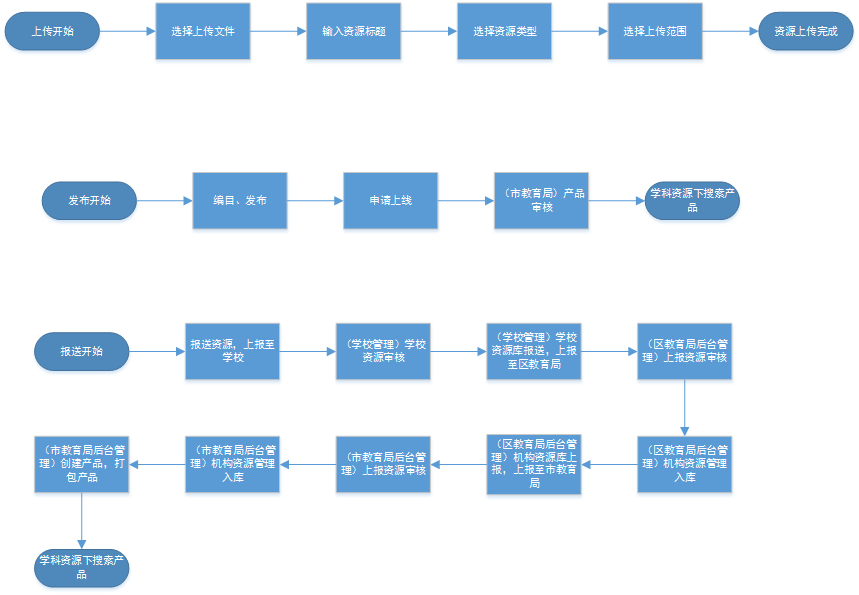 上传开始
选择上传文件
输入资源标题
选择资源类型
选择上传范围
资源上传完成
发布开始
编目、发布
申请上线
（市教育局）产品
审核
学科资源下搜索产
品
报送开始
报送资源，上报至
学校
（学校管理）学校
资源审核
（学校管理）学校
资源库报送，上报
至区教育局
（区教育局后台管
理）上报资源审核
（区教育局后台管
理）机构资源管理
入库
（区教育局后台管
理）机构资源库上
报，上报至市教育
局
（市教育局后台管
理）上报资源审核
（市教育局后台管
理）机构资源管理
入库
（市教育局后台管
理）创建产品，打
包产品
学科资源下搜索产
品